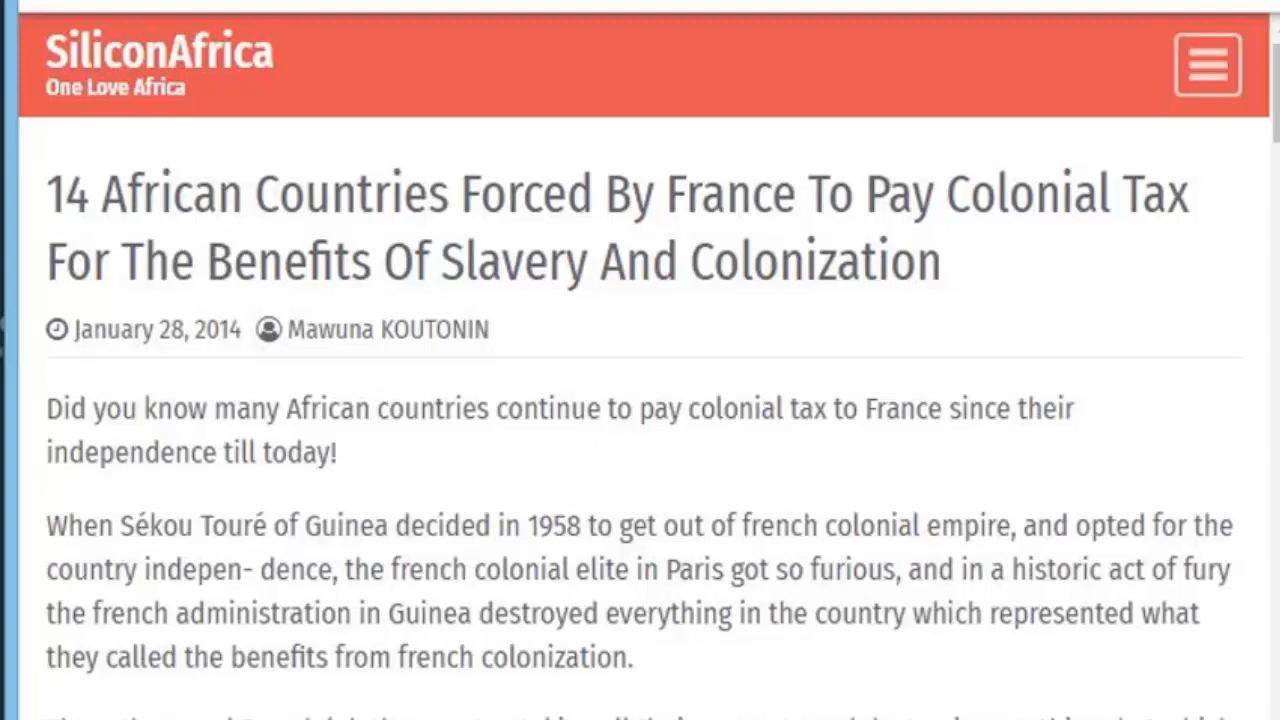 SiliconAfrica
One Love Africa
14 African Countries Forced By France To Pay Colonial Tax
For The Benefits Of Slavery And Colonization
January 28, 2014 Mawuna KOUTONIN
Did you know many African countries continue to pay colonial tax to France since their
independence till today!
When Sékou Touré of Guinea decided in 1958 to get out of french colonial empire, and opted for the
country indepen- dence, the french colonial elite in Paris got so furious, and in a historic act of fury
the french administration in Guinea destroyed everything in the country which represented what
they called the benefits from french colonization.